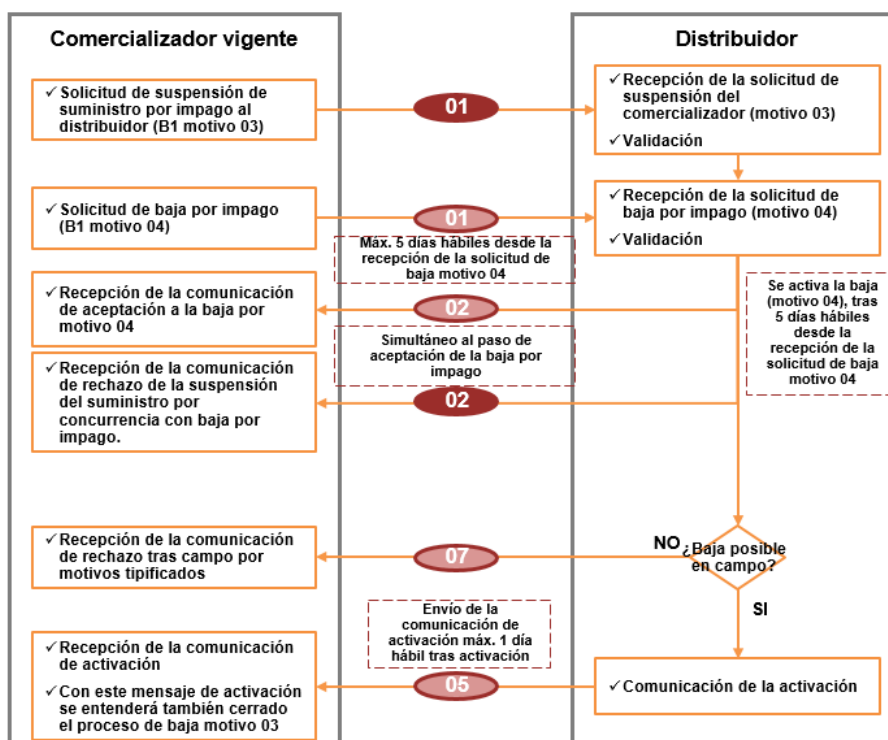 Comercializador vigente
Distribuidor
✓ Solicitud de suspensión de
suministro por impago al
distribuidor (B1 motivo 03)
01
✓ Recepción de la solicitud de
suspensión del
comercializador (motivo 03)
✓ Validación
✓ Solicitud de baja por impago
(B1 motivo 04)
01
✓ Recepción de la solicitud de
baja por impago (motivo 04)
✓ Validación
Máx. 5 días hábiles desde la
recepción de la solicitud de
baja motivo 04
Se activa la baja
(motivo 04), tras
5 días hábiles
desde la
recepción de la
solicitud de baja
motivo 04
✓ Recepción de la comunicación
de aceptación a la baja por
motivo 04
02
Simultáneo al paso de
aceptación de la baja por
impago
✓ Recepción de la comunicación
de rechazo de la suspensión
del suministro por
concurrencia con baja por
impago.
02
✓ Recepción de la comunicación
de rechazo tras campo por
motivos tipificados
07
NO
¿Baja posible
en campo?
SI
Envío de la
comunicación de
activación máx. 1 día
hábil tras activación
✓ Recepción de la comunicación
de activación
✓ Con este mensaje de activación
se entenderá también cerrado
el proceso de baja motivo 03
05
✓ Comunicación de la activación